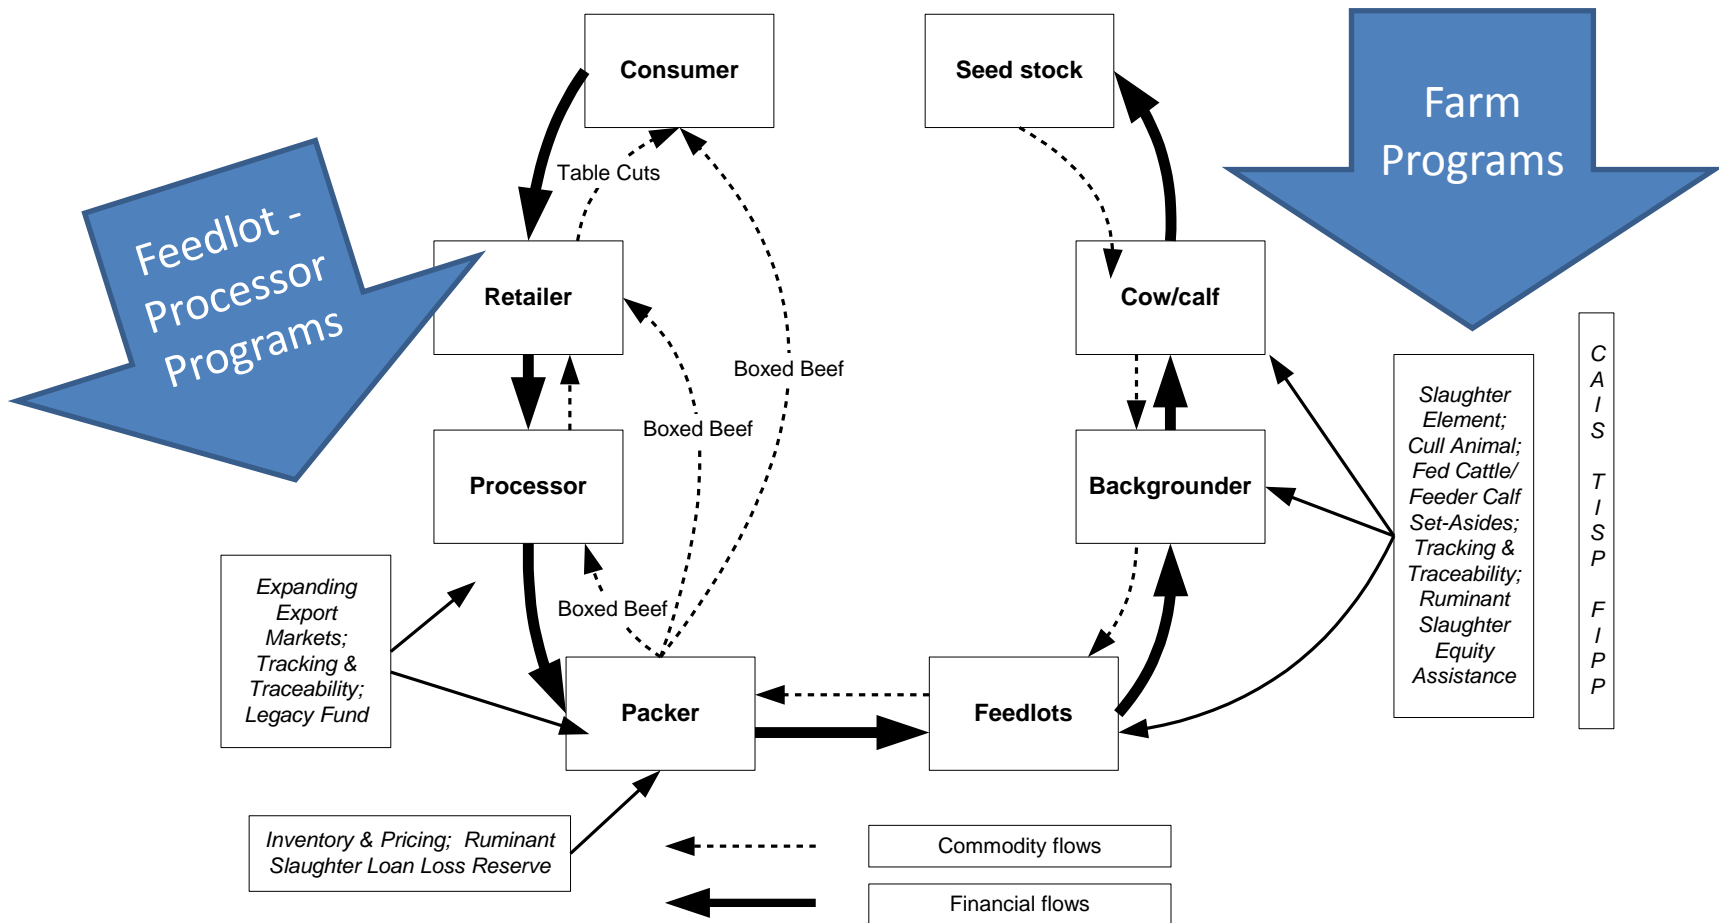 Consumer
Seed stock
Farm
Programs
Table Cuts
Feedlot -
Processor
Programs
Retailer
Cow/calf
Boxed Beef
Boxed Beef
Processor
Backgrounder
Slaughter
Element;
Cull Animal;
Fed Cattle/
Feeder Calf
Set-Asides;
Tracking &
Traceability;
Ruminant
Slaughter
Equity
Assistance
C
A
I
S
T
I
S
P
F
I
P
P
Expanding
Export
Markets;
Tracking &
Traceability;
Legacy Fund
Boxed Beef
Packer
Feedlots
Inventory & Pricing;  Ruminant
Slaughter Loan Loss Reserve
Commodity flows
Financial flows